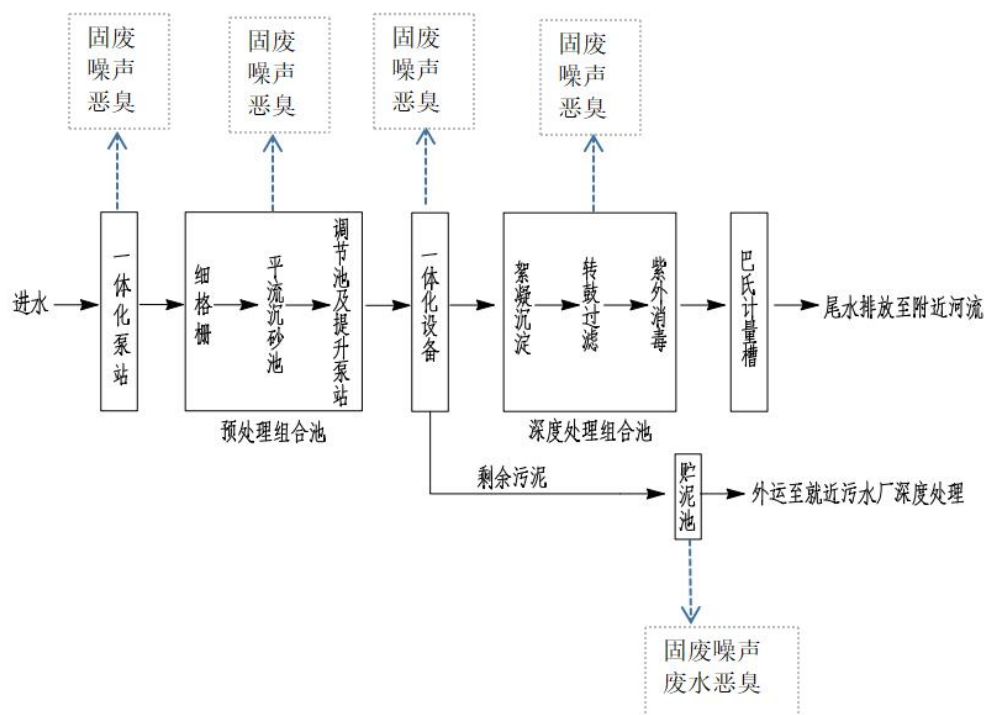 固废
噪声
恶臭
固废
噪声
恶臭
固废
噪声
恶臭
固废
噪声
恶臭
进水
一体化泵站
细格栅
平流沉砂池
调节池及提升泵站
一体化设备
絮凝沉淀
转鼓过滤
紫外消毒
巴氏计量槽
尾水排放至附近河流
预处理组合池
深度处理组合池
剩余污泥
贮泥池
外运至就近污水厂深度处理
固废噪声
废水恶臭